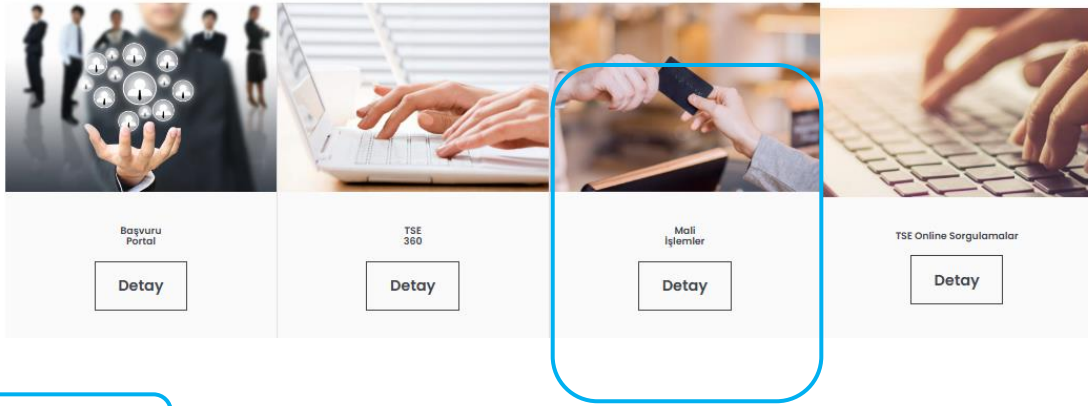 Başvuru
Portal
Detay
TSE
360
Detay
Mali
İşlemler
Detay
TSE Online Sorgulamalar
Detay